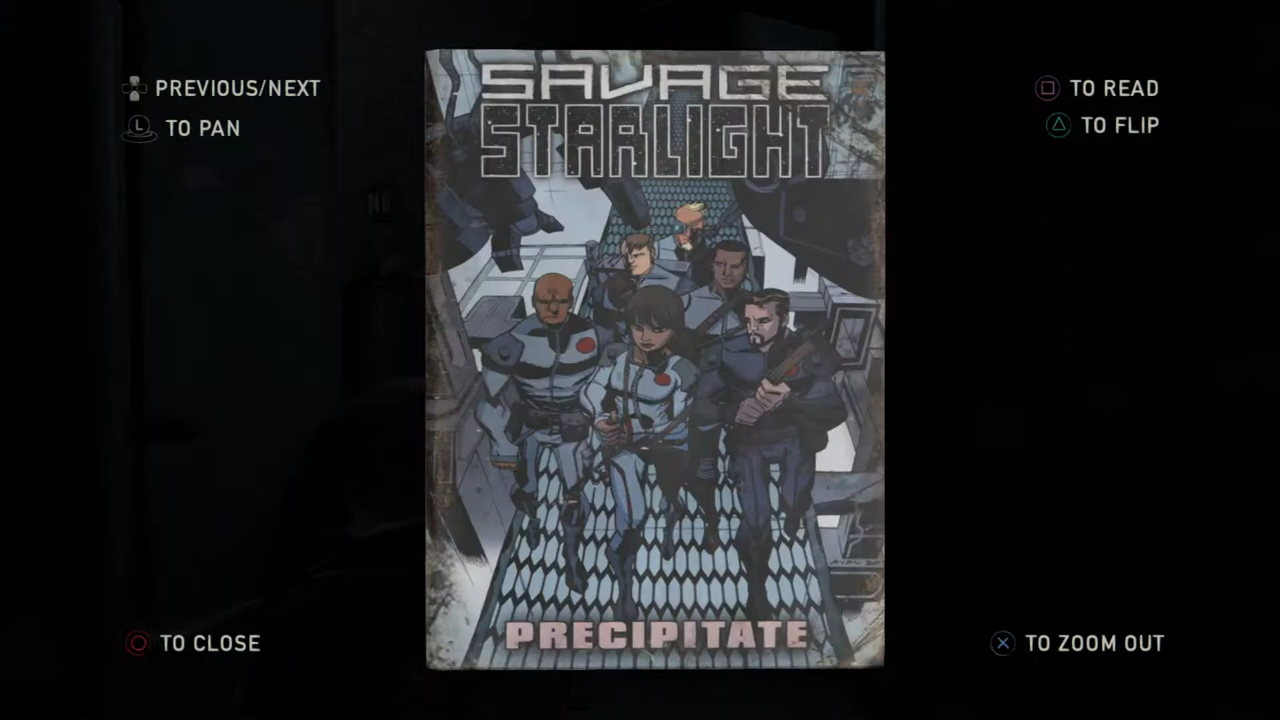 SAVAGE
STARLIGHT
PREVIOUS/NEXT
L TO PAN
TO READ
TO FLIP
PRECIPITATE
TO CLOSE
TO ZOOM OUT